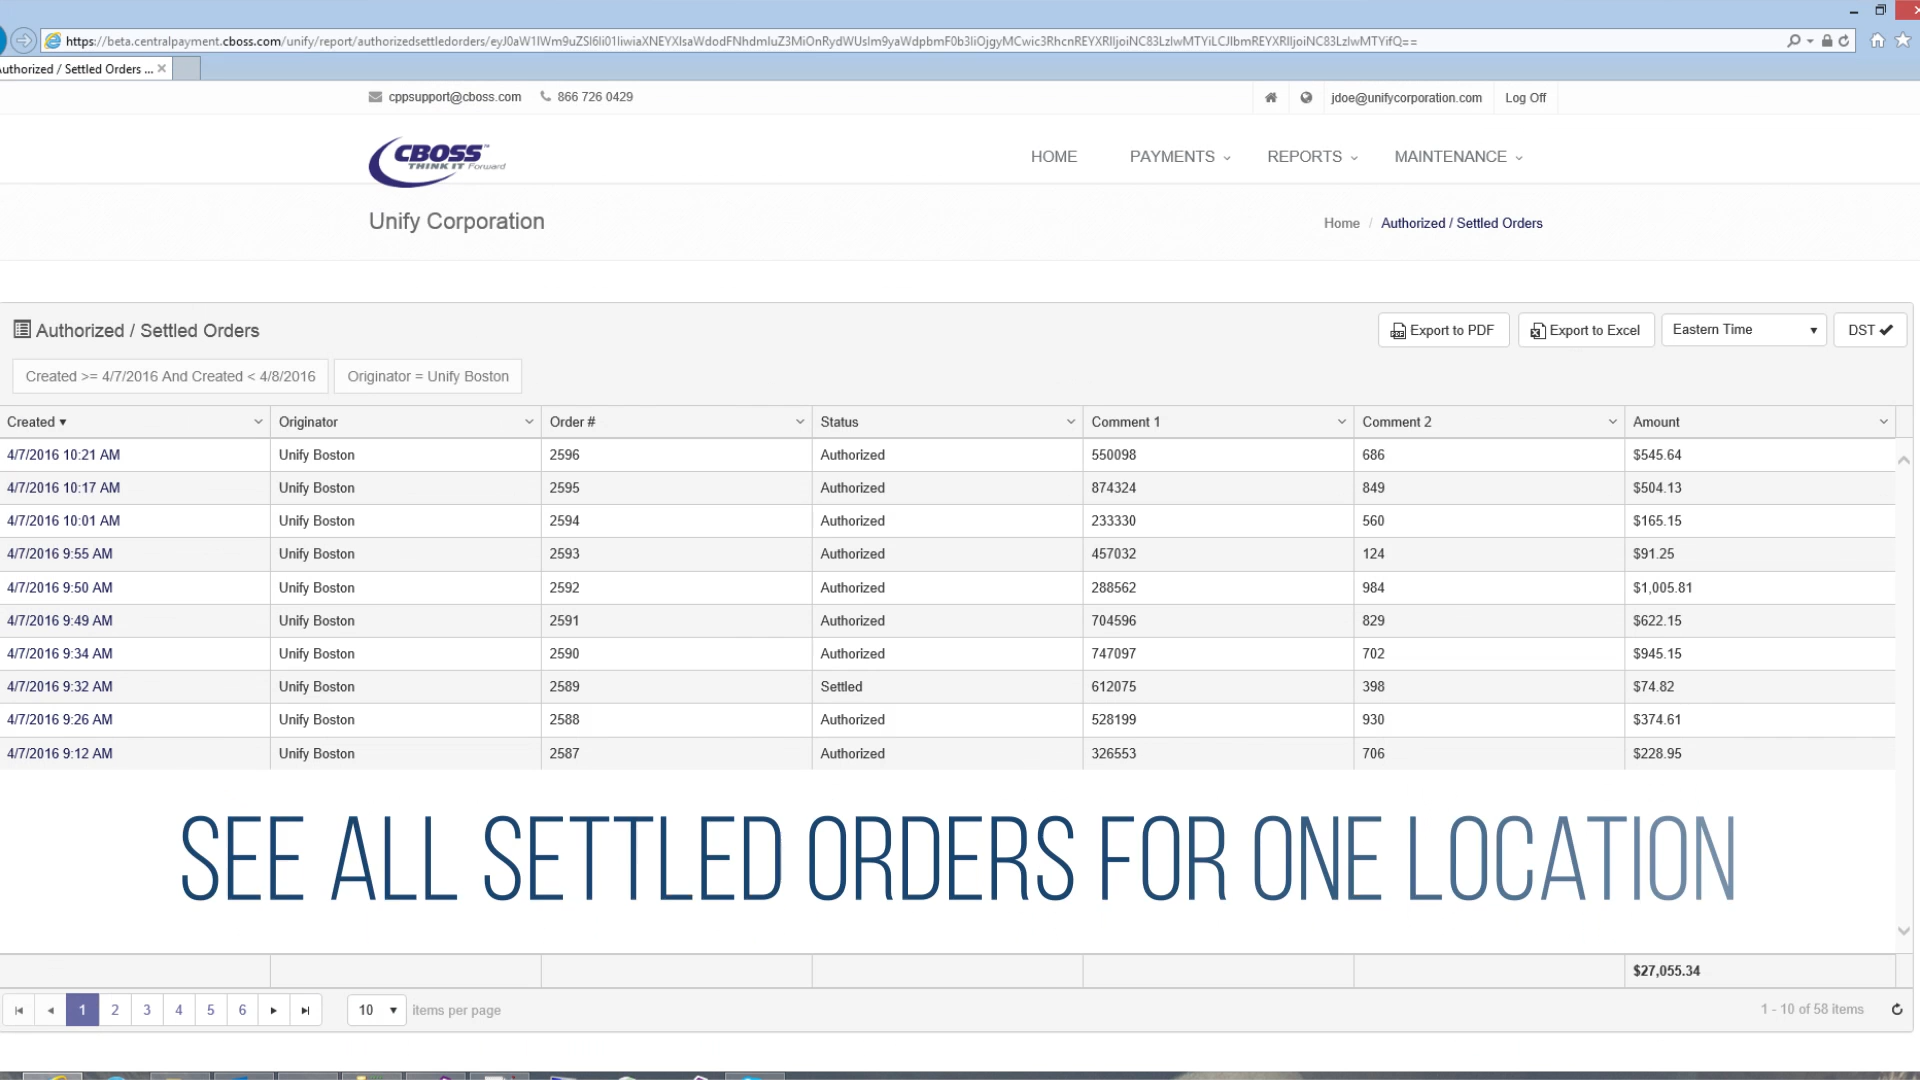 https://beta.centralpayment.cboss.com/unify/report/authorizedsettledorders/
Authorized / Settled Orders ...
cppsupport@cboss.com 866 726 0429 jdoe@unifycorporation.com Log Off
CBOSS
THINK IT Forward
HOME PAYMENTS REPORTS MAINTENANCE
Unify Corporation Home / Authorized / Settled Orders
Authorized / Settled Orders Export to PDF Export to Excel Eastern Time DST
Created >= 4/7/2016 And Created < 4/8/2016 Originator = Unify Boston
Created Originator Order # Status Comment 1 Comment 2 Amount
4/7/2016 10:21 AM Unify Boston 2596 Authorized 550098 686 $545.64
4/7/2016 10:17 AM Unify Boston 2595 Authorized 874324 849 $504.13
4/7/2016 10:01 AM Unify Boston 2594 Authorized 233330 560 $165.15
4/7/2016 9:55 AM Unify Boston 2593 Authorized 457032 124 $91.25
4/7/2016 9:50 AM Unify Boston 2592 Authorized 288562 984 $1,005.81
4/7/2016 9:49 AM Unify Boston 2591 Authorized 704596 829 $622.15
4/7/2016 9:34 AM Unify Boston 2590 Authorized 747097 702 $945.15
4/7/2016 9:32 AM Unify Boston 2589 Settled 612075 398 $74.82
4/7/2016 9:26 AM Unify Boston 2588 Authorized 528199 930 $374.61
4/7/2016 9:12 AM Unify Boston 2587 Authorized 326553 706 $228.95
SEE ALL SETTLED ORDERS FOR ONE LOCATION
$27,055.34
1 2 3 4 5 6 10 items per page 1 - 10 of 58 items